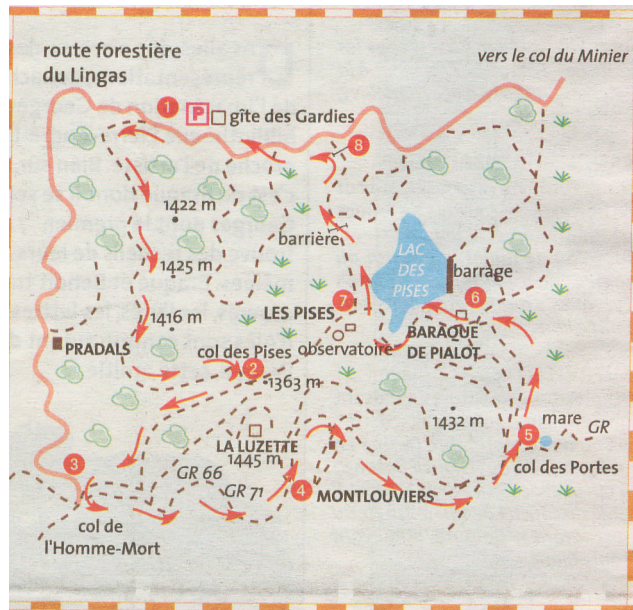 route forestière
du Lingas
vers le col du Minier
1
P
gîte des Gardies
8
1422 m
barrière
1425 m
LAC
DES
PISES
barrage
1416 m
LES PISES
7
6
PRADALS
col des Pises
observatoire
BARAQUE
DE PIALOT
2
1363 m
1432 m
mare
GR
5
LA LUZETTE
1445 m
col des Portes
3
GR 66
GR 71
4
MONTLOUVIERS
col de
l'Homme-Mort